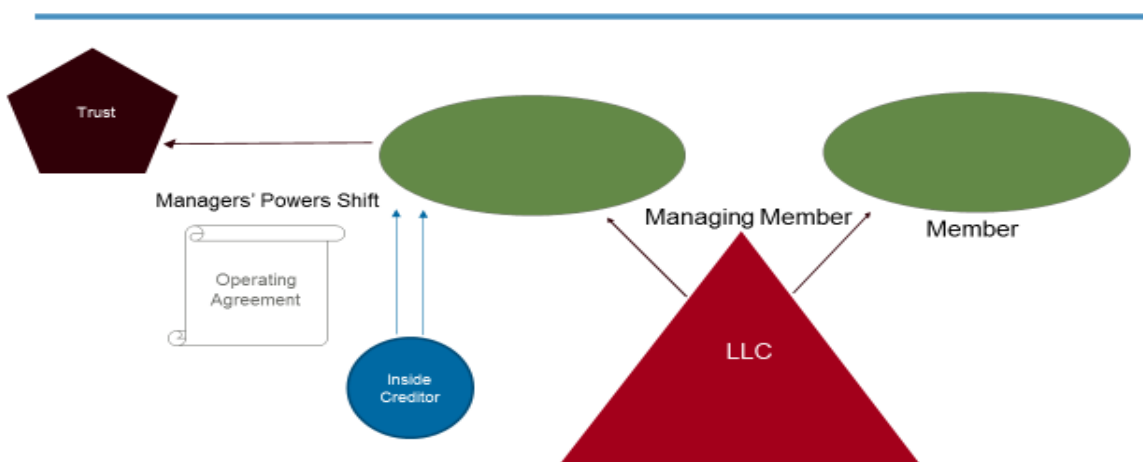 Trust
Managers' Powers Shift
Managing Member
Member
Operating
Agreement
LLC
Inside
Creditor